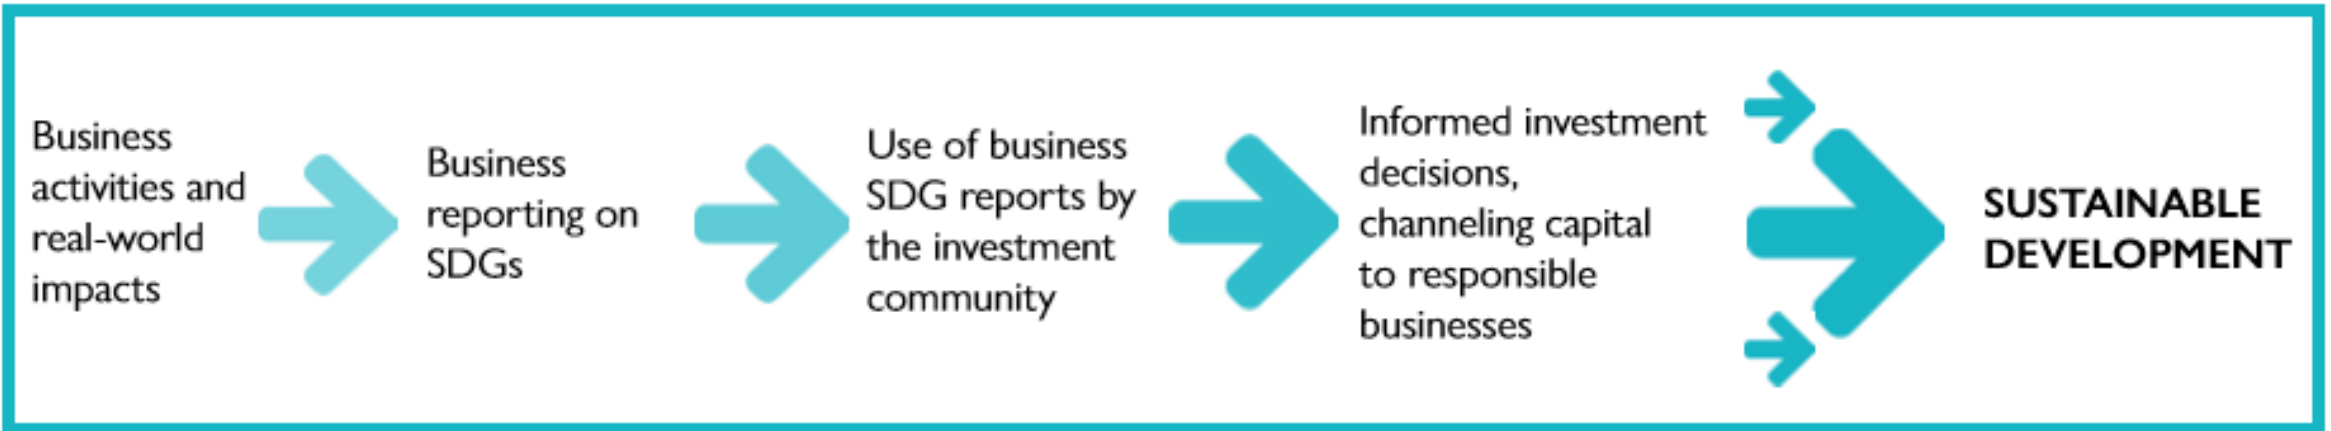 Business
activities and
real-world
impacts
Business
reporting on
SDGs
Use of business
SDG reports by
the investment
community
Informed investment
decisions,
channeling capital
to responsible
businesses
SUSTAINABLE
DEVELOPMENT